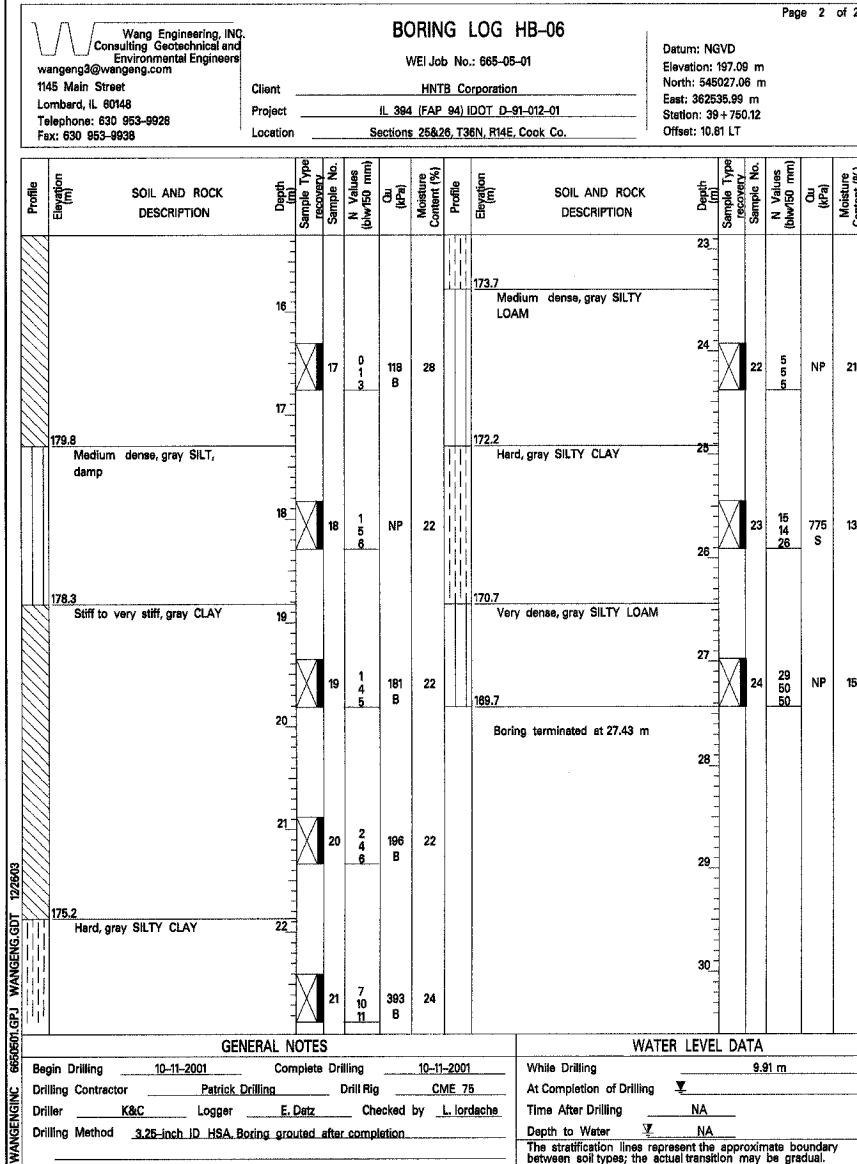 Page 2 of 2
Wang Engineering, INC.
Consulting Geotechnical and
Environmental Engineers
wangeng3@wangeng.com
1145 Main Street
Lombard, IL 60148
Telephone: 630 953-9928
Fax: 630 953-9938
BORING LOG HB-06
WEI Job No.: 665-05-01
Client HNTB Corporation
Project IL 394 (FAP 94) IDOT D-91-012-01
Location Sections 25&26, T36N, R14E, Cook Co.
Datum: NGVD
Elevation: 197.09 m
North: 545027.06 m
East: 362535.99 m
Station: 39+750.12
Offset: 10.81 LT
Profile
Elevation (m)
SOIL AND ROCK
DESCRIPTION
Depth (m)
Sample Type
recovery
Sample No.
N Values
(blw/150 mm)
Qu
(kPa)
Moisture
Content (%)
16
17 0 1 3 118 B 28
17
179.8
Medium dense, gray SILT,
damp
18
18 1 5 6 NP 22
178.3
Stiff to very stiff, gray CLAY
19
19 1 4 5 181 B 22
20
21
20 2 4 6 196 B 22
175.2
Hard, gray SILTY CLAY
22
21 7 10 11 393 B 24
Profile
Elevation (m)
SOIL AND ROCK
DESCRIPTION
Depth (m)
Sample Type
recovery
Sample No.
N Values
(blw/150 mm)
Qu
(kPa)
Moisture
Content (%)
23
173.7
Medium dense, gray SILTY
LOAM
24
22 5 5 5 NP 21
172.2
25
Hard, gray SILTY CLAY
23 15 14 26 775 S 13
26
170.7
Very dense, gray SILTY LOAM
27
24 29 50 50 NP 15
169.7
Boring terminated at 27.43 m
28
29
30
WANGENGINC 6650501.GPJ WANGENG.GDT 12/26/03
GENERAL NOTES
Begin Drilling 10-11-2001 Complete Drilling 10-11-2001
Drilling Contractor Patrick Drilling Drill Rig CME 75
Driller K&C Logger E. Datz Checked by L. Iordache
Drilling Method 3.25-inch ID HSA, Boring grouted after completion
WATER LEVEL DATA
While Drilling 9.91 m
At Completion of Drilling
Time After Drilling NA
Depth to Water NA
The stratification lines represent the approximate boundary
between soil types; the actual transition may be gradual.